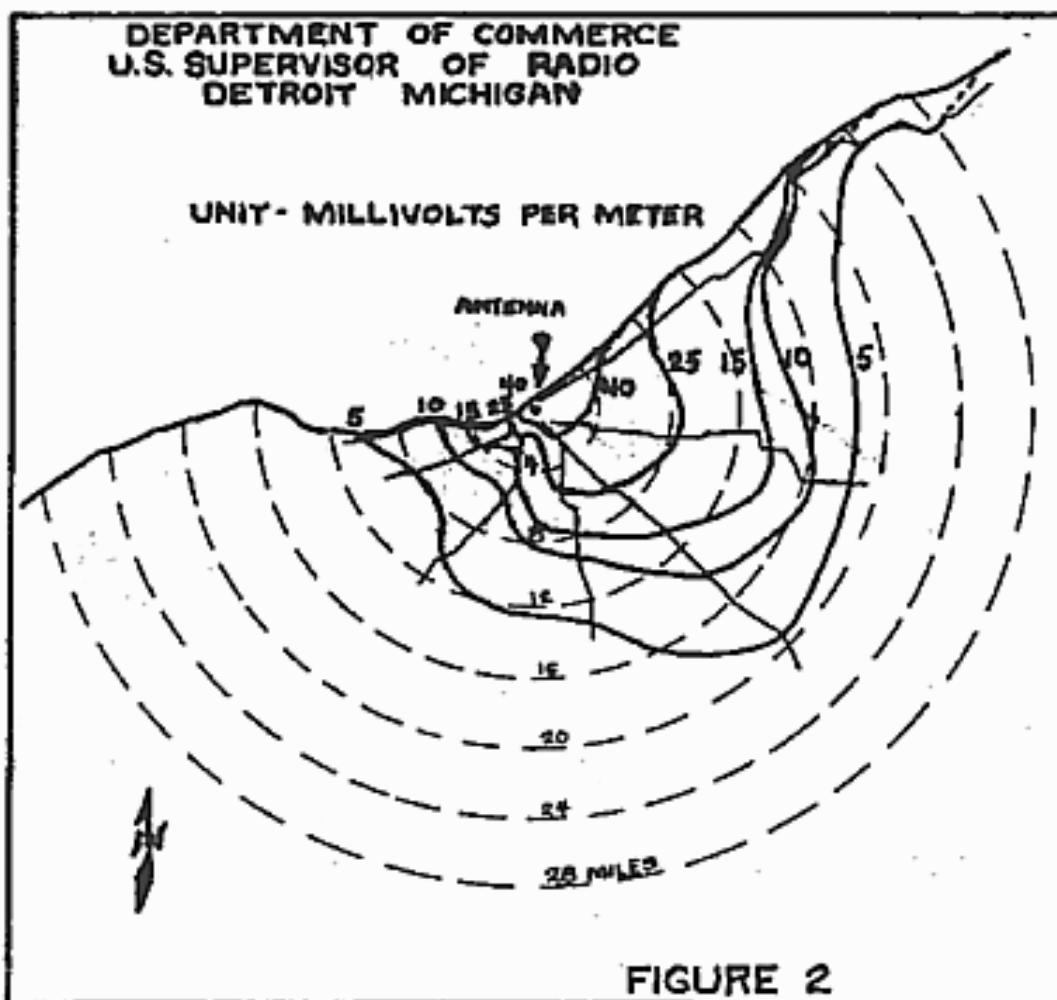 DEPARTMENT OF COMMERCE
U.S. SUPERVISOR OF RADIO
DETROIT MICHIGAN
UNIT - MILLIVOLTS PER METER
ANTENNA
40
5
10
15
25
40
25
15
10
5
4
8
12
16
20
24
28 MILES
N
FIGURE 2